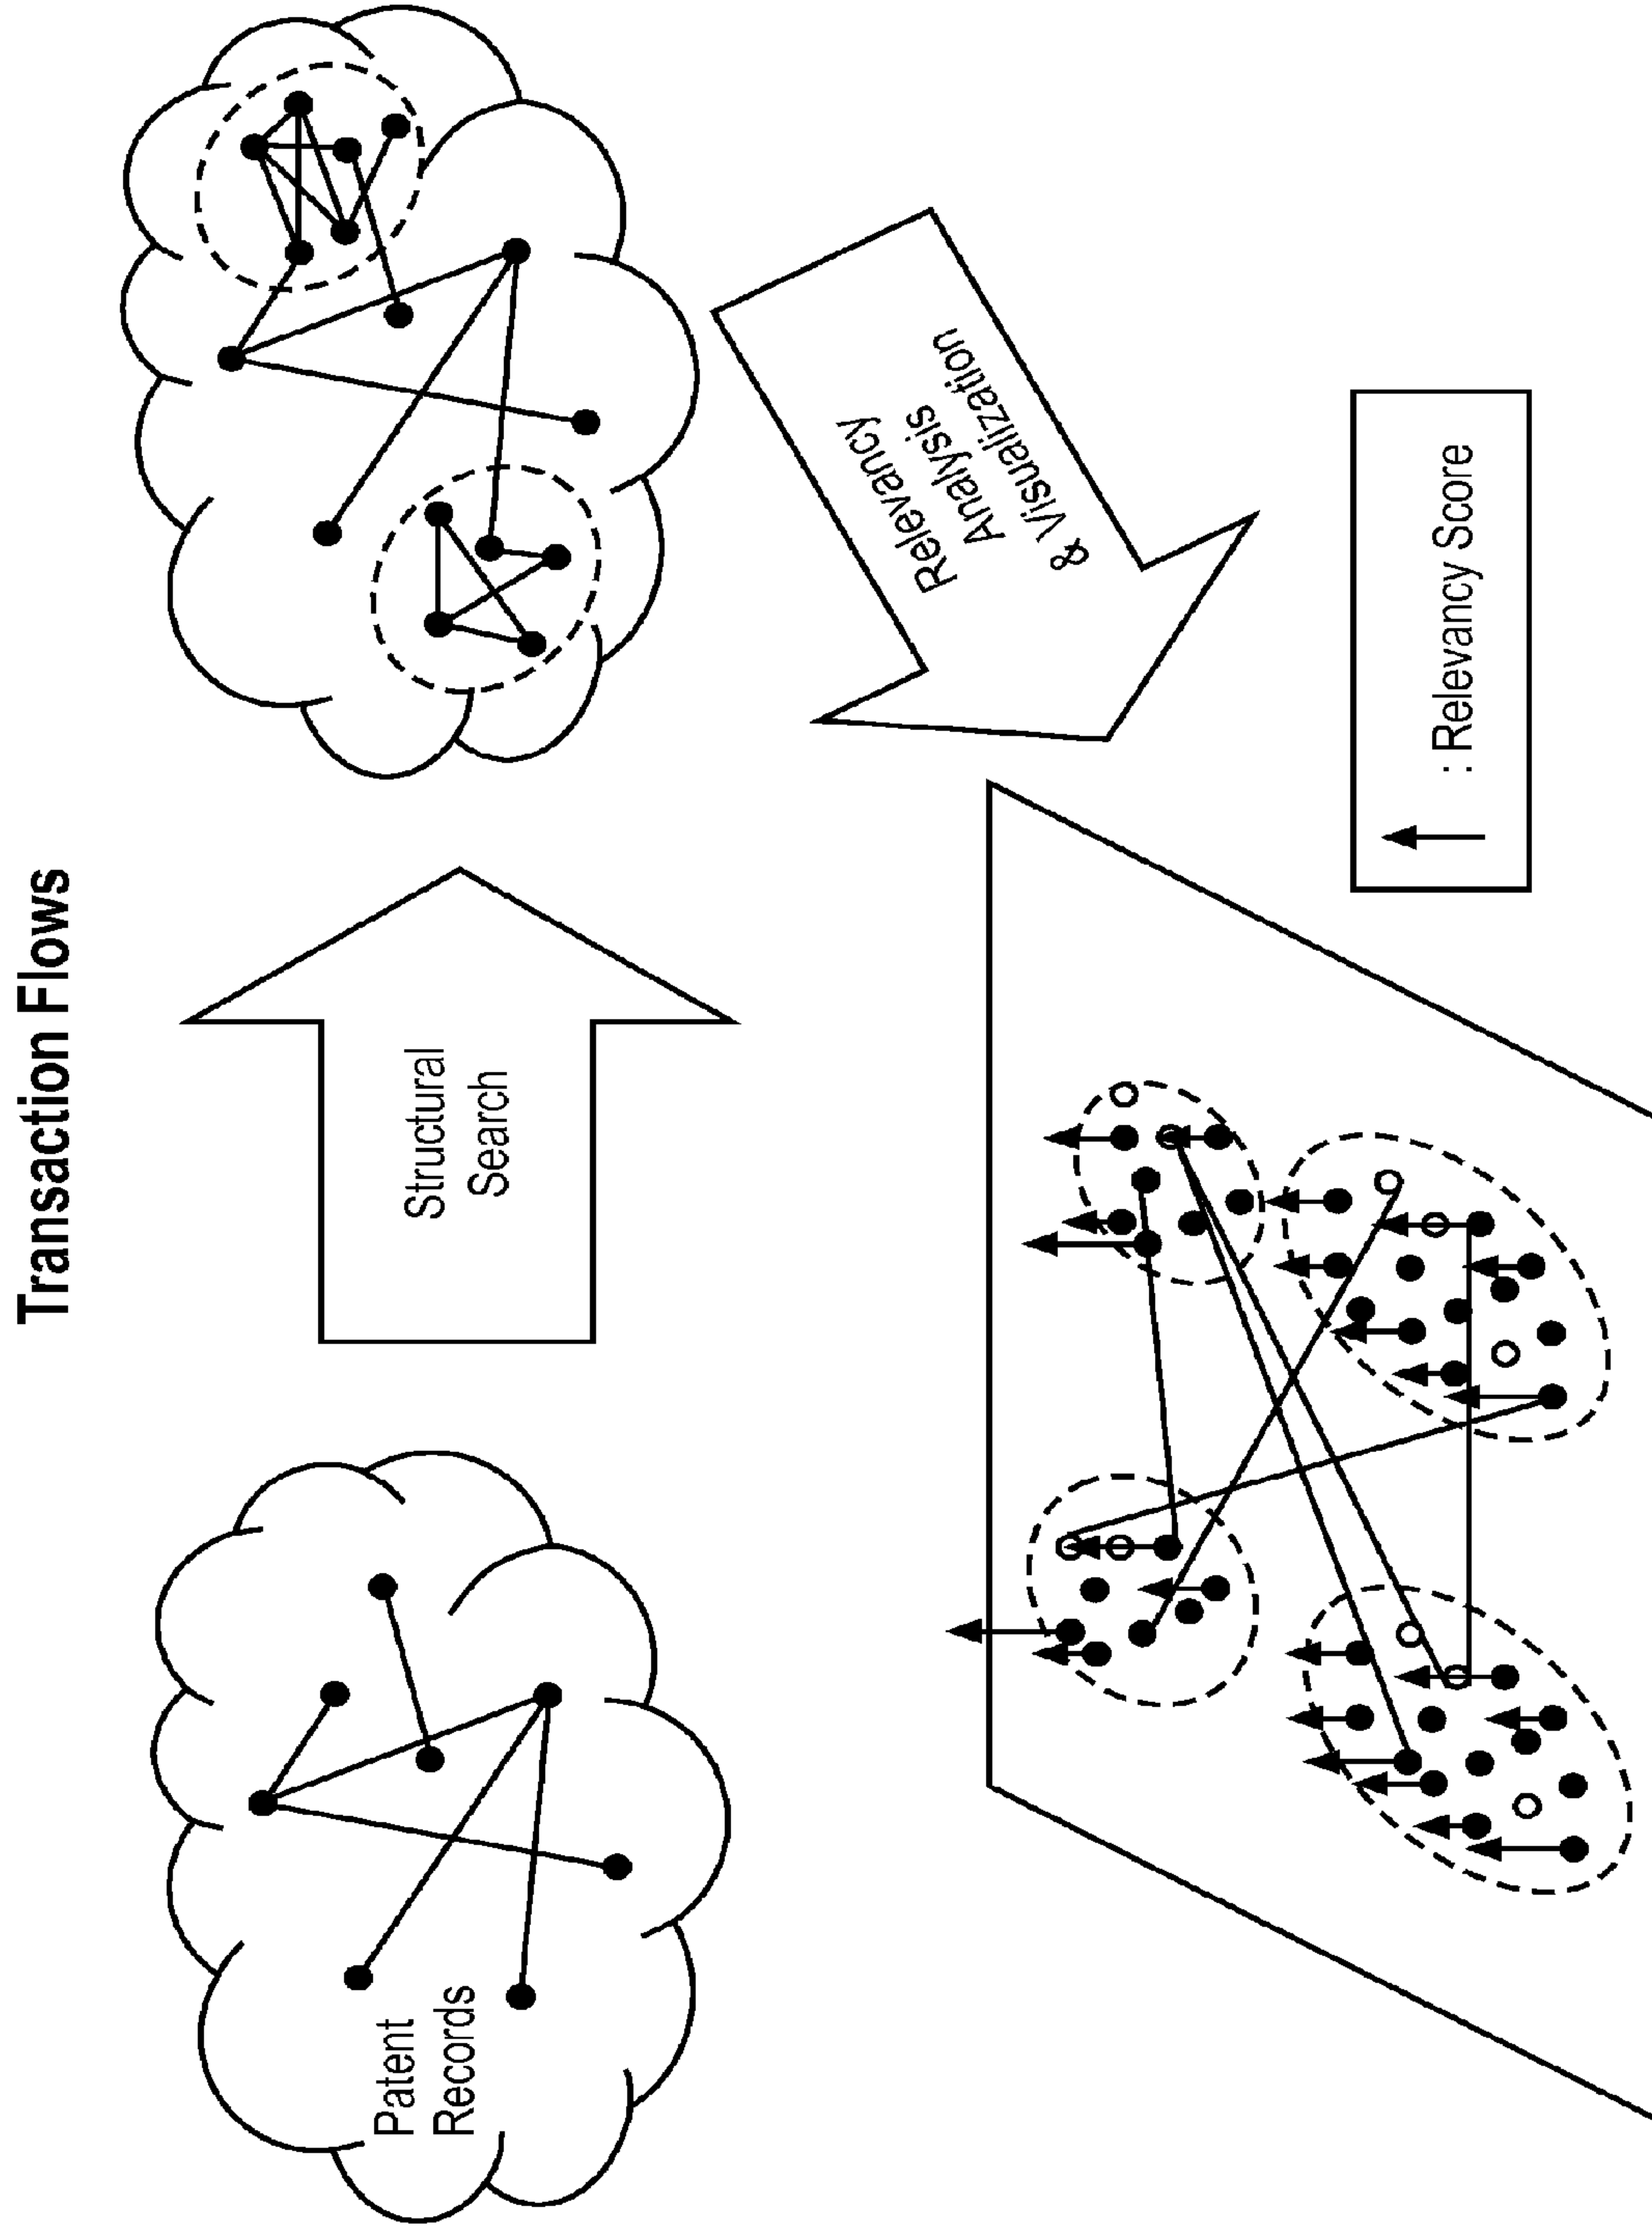 Transaction Flows
Patent
Records
Structural
Search
Relevancy
Analysis
& Visualization
: Relevancy Score